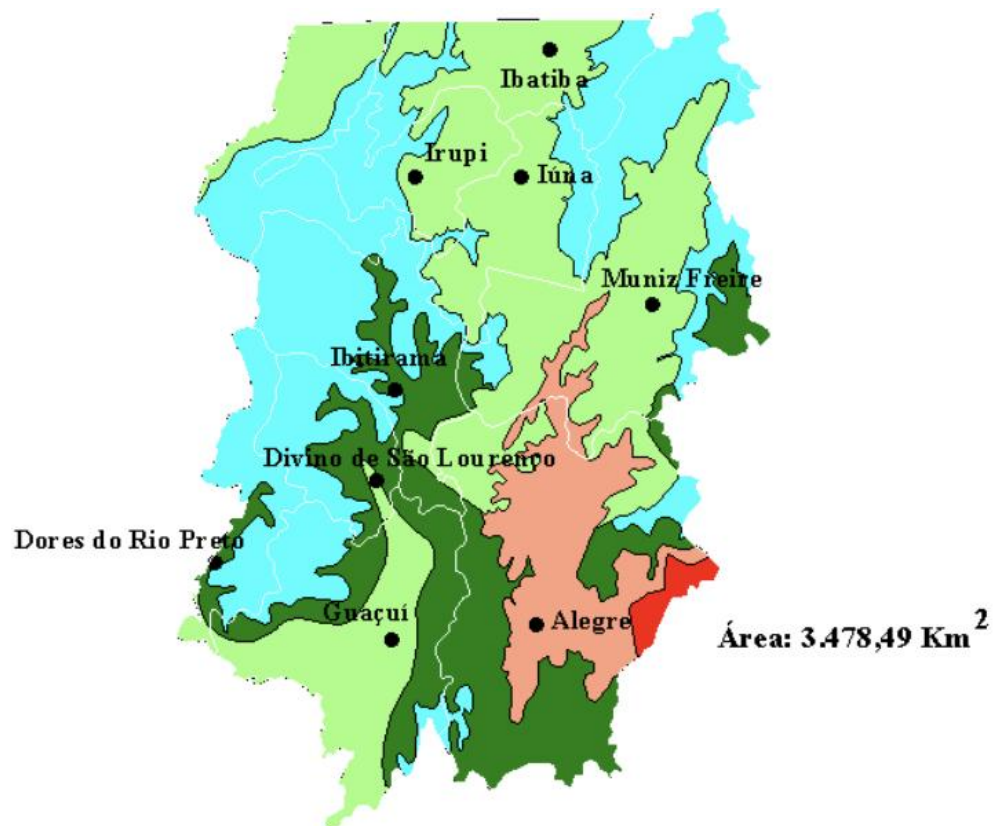 Ibatiba
Irupi
Iúna
Muniz Freire
Ibitirama
Divino de São Lourenço
Dores do Rio Preto
Guaçuí
Alegre
Área: 3.478,49 Km²